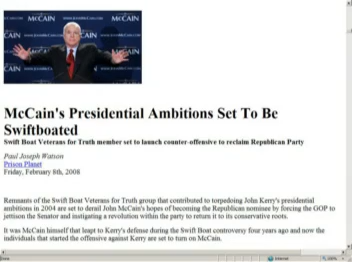 McCAIN
McCAIN
CAIN
McCAIN
CAIN
McCain's Presidential Ambitions Set To Be
Swiftboated
Swift Boat Veterans for Truth member set to launch counter-offensive to reclaim Republican Party
Paul Joseph Watson
Prison Planet
Friday, February 8th, 2008
Remnants of the Swift Boat Veterans for Truth group that contributed to torpedoing John Kerry's presidential
ambitions in 2004 are set to derail John McCain's hopes of becoming the Republican nominee by forcing the GOP to
jettison the Senator and instigating a revolution within the party to return it to its conservative roots.
It was McCain himself that leapt to Kerry's defense during the Swift Boat controversy four years ago and now the
individuals that started the offensive against Kerry are set to turn on McCain.
Internet